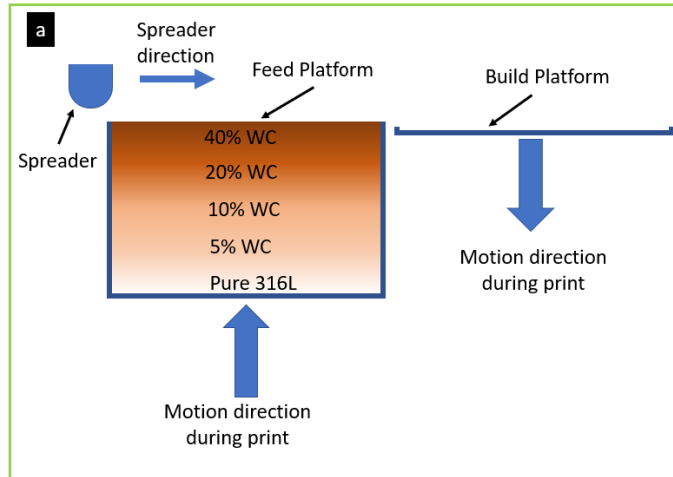 a
Spreader
direction
Feed Platform
Build Platform
Spreader
40% WC
20% WC
10% WC
5% WC
Pure 316L
Motion direction
during print
Motion direction
during print